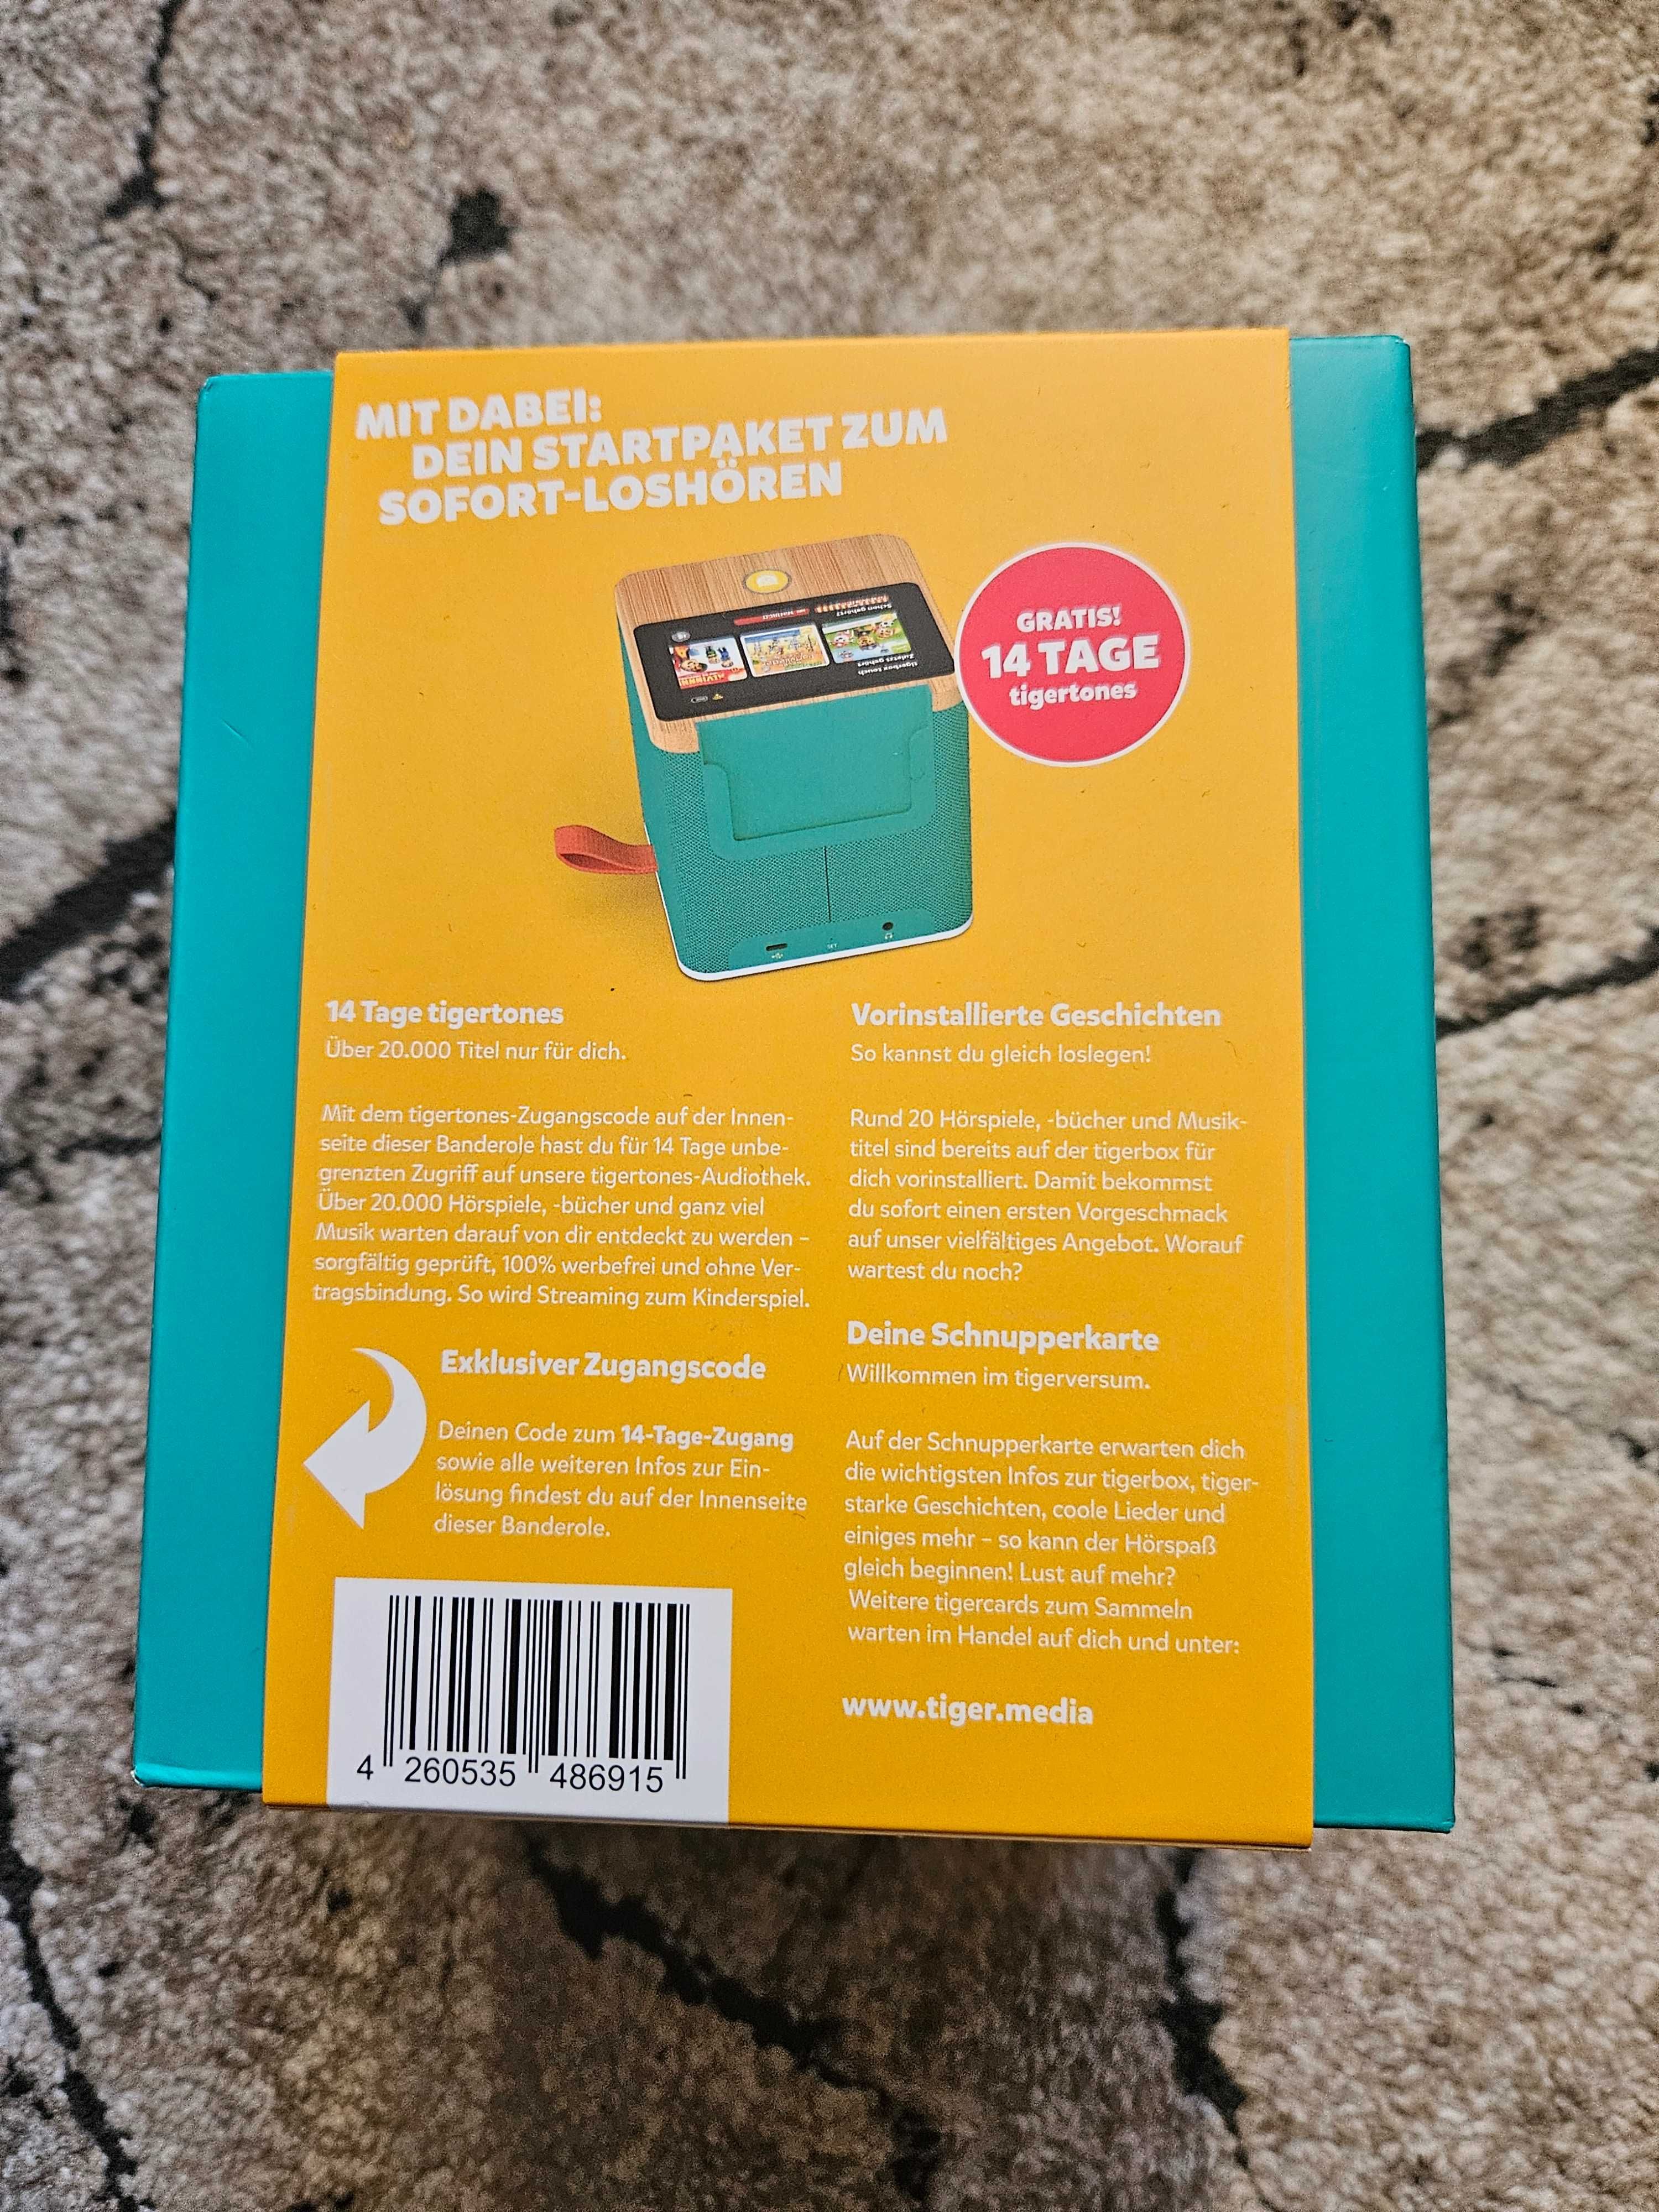 MIT DABEI:
DEIN STARTPAKET ZUM
SOFORT-LOSHÖREN
GRATIS!
14 TAGE
tigertones
14 Tage tigertones
Über 20.000 Titel nur für dich.
Mit dem tigertones-Zugangscode auf der Innen-
seite dieser Banderole hast du für 14 Tage unbe-
grenzten Zugriff auf unsere tigertones-Audiothek.
Über 20.000 Hörspiele, -bücher und ganz viel
Musik warten darauf von dir entdeckt zu werden –
sorgfältig geprüft, 100% werbefrei und ohne Ver-
tragsbindung. So wird Streaming zum Kinderspiel.
Exklusiver Zugangscode
Deinen Code zum 14-Tage-Zugang
sowie alle weiteren Infos zur Ein-
lösung findest du auf der Innenseite
dieser Banderole.
4 260535 486915
Vorinstallierte Geschichten
So kannst du gleich loslegen!
Rund 20 Hörspiele, -bücher und Musik-
titel sind bereits auf der tigerbox für
dich vorinstalliert. Damit bekommst
du sofort einen ersten Vorgeschmack
auf unser vielfältiges Angebot. Worauf
wartest du noch?
Deine Schnupperkarte
Willkommen im tigerversum.
Auf der Schnupperkarte erwarten dich
die wichtigsten Infos zur tigerbox, tiger-
starke Geschichten, coole Lieder und
einiges mehr – so kann der Hörspaß
gleich beginnen! Lust auf mehr?
Weitere tigercards zum Sammeln
warten im Handel auf dich und unter:
www.tiger.media